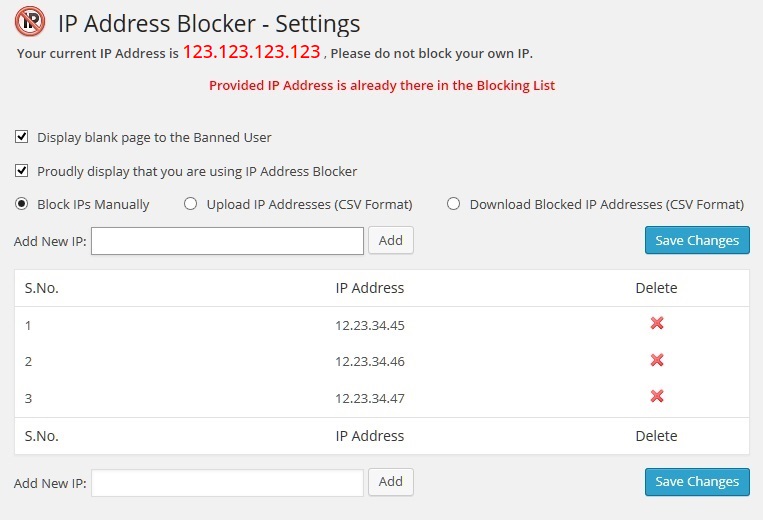 IP
IP Address Blocker - Settings
Your current IP Address is 123.123.123.123 , Please do not block your own IP.
Provided IP Address is already there in the Blocking List
Display blank page to the Banned User
Proudly display that you are using IP Address Blocker
Block IPs Manually Upload IP Addresses (CSV Format) Download Blocked IP Addresses (CSV Format)
Add New IP: Add Save Changes
S.No. IP Address Delete
1 12.23.34.45
2 12.23.34.46
3 12.23.34.47
S.No. IP Address Delete
Add New IP: Add Save Changes